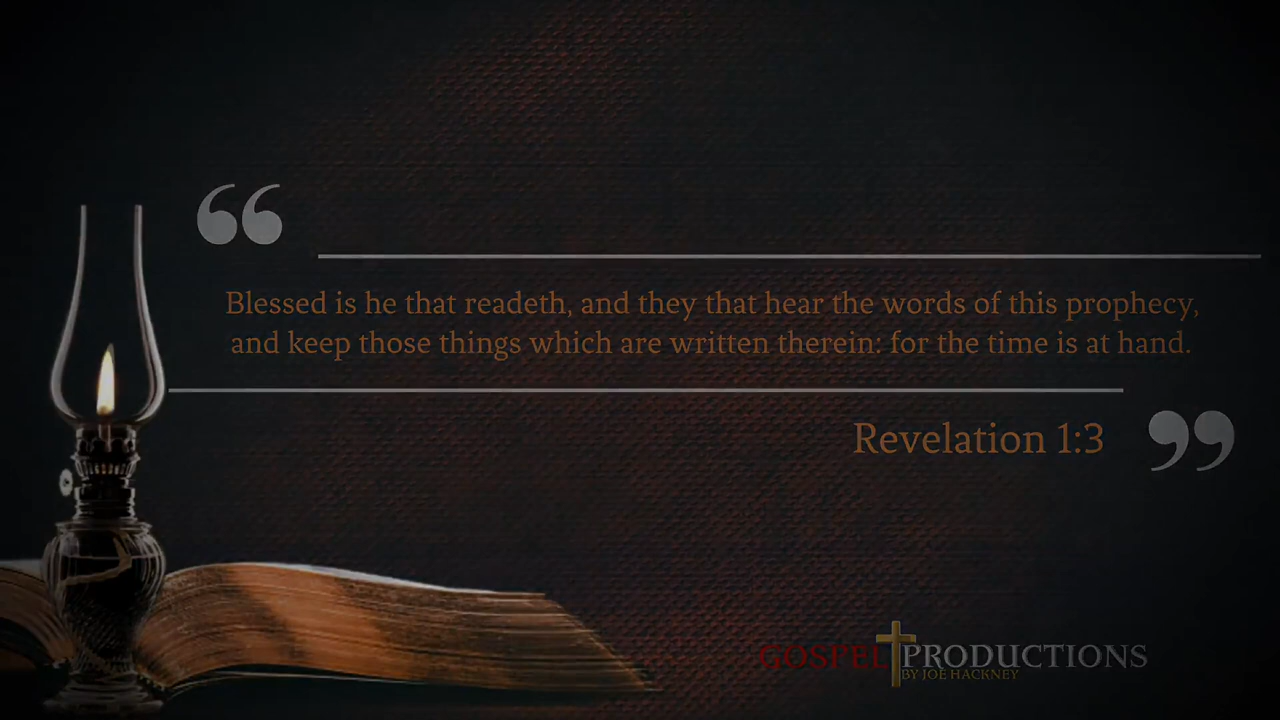 Blessed is he that readeth, and they that hear the words of this prophecy,
and keep those things which are written therein: for the time is at hand.
Revelation 1:3
GOSPEL PRODUCTIONS
BY JOE HACKNEY